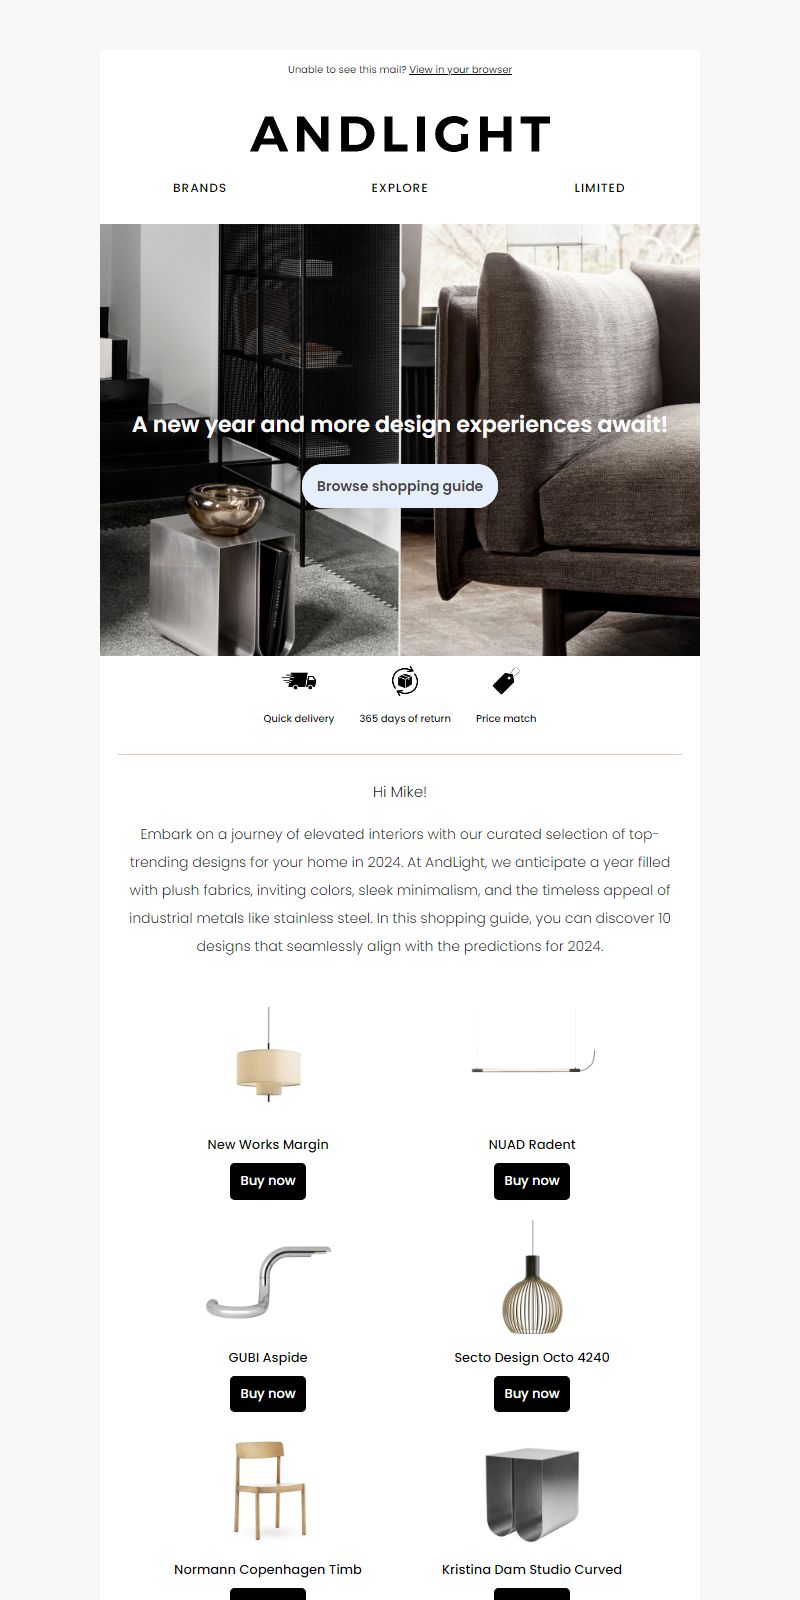 Unable to see this mail? View in your browser
ANDLIGHT
BRANDS EXPLORE LIMITED
A new year and more design experiences await!
Browse shopping guide
Quick delivery 365 days of return Price match
Hi Mike!
Embark on a journey of elevated interiors with our curated selection of top-
trending designs for your home in 2024. At AndLight, we anticipate a year filled
with plush fabrics, inviting colors, sleek minimalism, and the timeless appeal of
industrial metals like stainless steel. In this shopping guide, you can discover 10
designs that seamlessly align with the predictions for 2024.
New Works Margin NUAD Radent
Buy now Buy now
GUBI Aspide Secto Design Octo 4240
Buy now Buy now
Normann Copenhagen Timb Kristina Dam Studio Curved